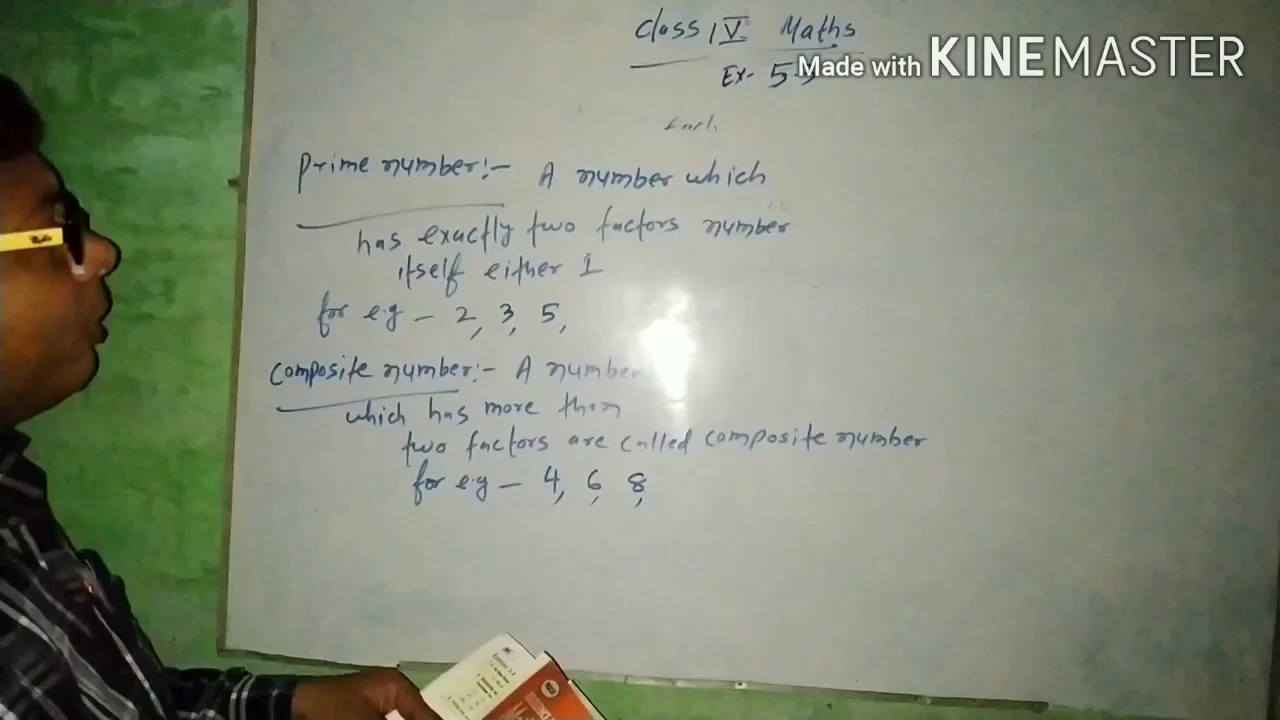 Class IV Maths
Made with KINEMASTER
Ex- 5.
Prime number:- A number which
has exactly two factors number
itself either 1
for e.g - 2, 3, 5,
Composite number:- A number
which has more than
two factors are called composite number
for e.g - 4, 6, 8,